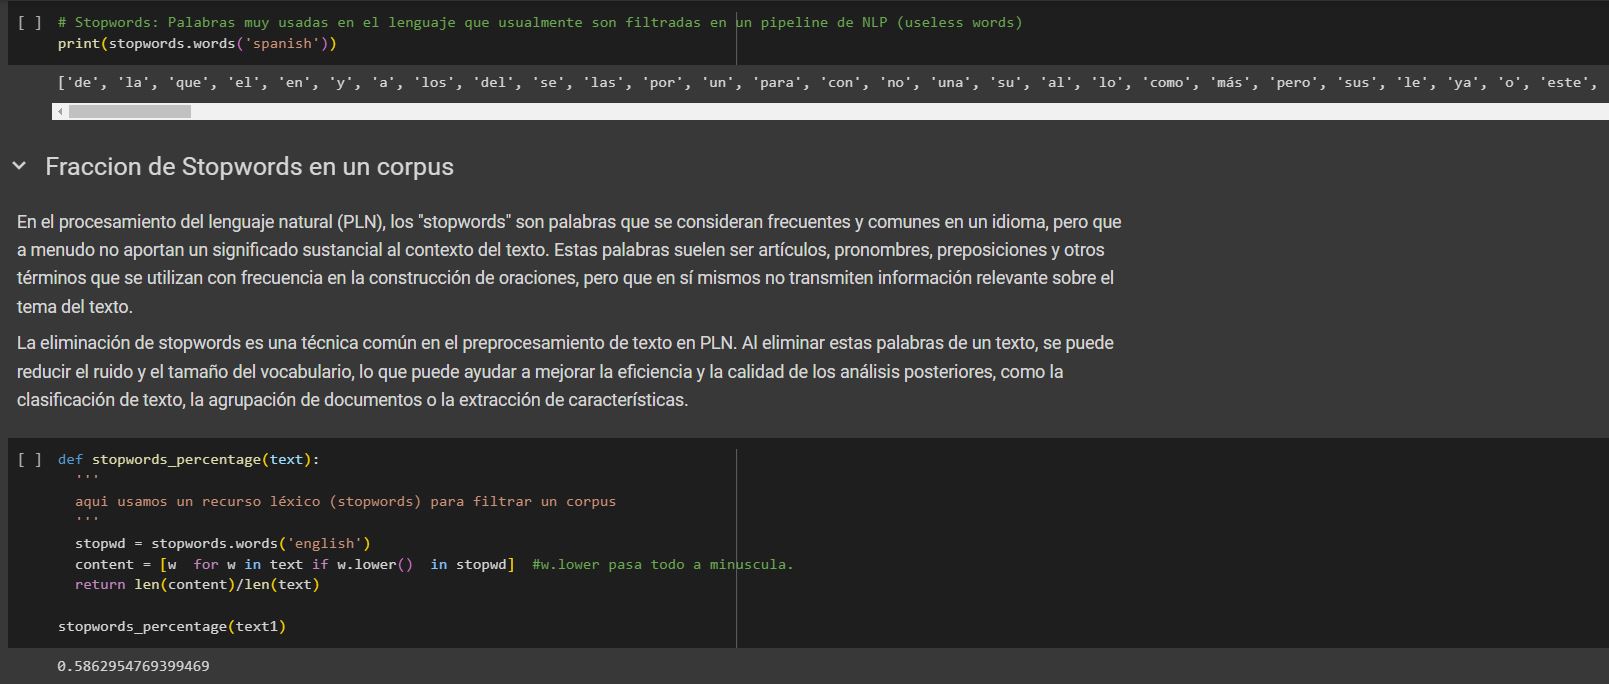 [ ] # Stopwords: Palabras muy usadas en el lenguaje que usualmente son filtradas en un pipeline de NLP (useless words)
print(stopwords.words('spanish'))
['de', 'la', 'que', 'el', 'en', 'y', 'a', 'los', 'del', 'se', 'las', 'por', 'un', 'para', 'con', 'no', 'una', 'su', 'al', 'lo', 'como', 'más', 'pero', 'sus', 'le', 'ya', 'o', 'este',
Fraccion de Stopwords en un corpus
En el procesamiento del lenguaje natural (PLN), los "stopwords" son palabras que se consideran frecuentes y comunes en un idioma, pero que
a menudo no aportan un significado sustancial al contexto del texto. Estas palabras suelen ser artículos, pronombres, preposiciones y otros
términos que se utilizan con frecuencia en la construcción de oraciones, pero que en sí mismos no transmiten información relevante sobre el
tema del texto.
La eliminación de stopwords es una técnica común en el preprocesamiento de texto en PLN. Al eliminar estas palabras de un texto, se puede
reducir el ruido y el tamaño del vocabulario, lo que puede ayudar a mejorar la eficiencia y la calidad de los análisis posteriores, como la
clasificación de texto, la agrupación de documentos o la extracción de características.
[ ] def stopwords_percentage(text):
'''
aqui usamos un recurso léxico (stopwords) para filtrar un corpus
'''
stopwd = stopwords.words('english')
content = [w  for w in text if w.lower()  in stopwd]  #w.lower pasa todo a minuscula.
return len(content)/len(text)
stopwords_percentage(text1)
0.5862954769399469